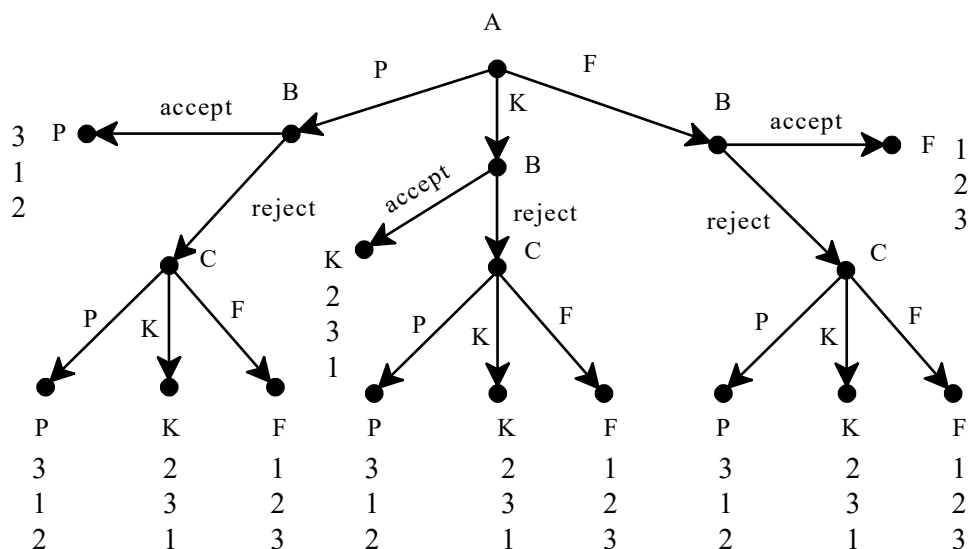 A
P
F
B
K
B
accept
accept
3 P
F 1
1
2
2
3
B
accept
reject
reject
reject
C
K
C
C
2
3
1
P
K
F
P
K
F
P
K
F
P K F P K F P K F
3 2 1 3 2 1 3 2 1
1 3 2 1 3 2 1 3 2
2 1 3 2 1 3 2 1 3